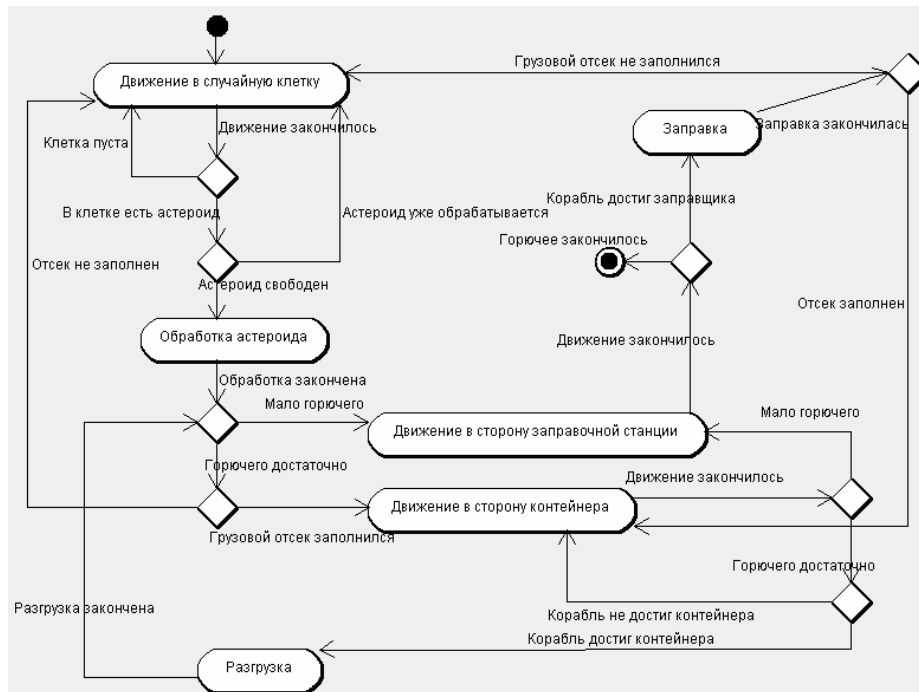 Грузовой отсек не заполнился
Движение в случайную клетку
Клетка пуста
Движение закончилось
Заправка
Заправка закончилась
Корабль достиг заправщика
В клетке есть астероид
Астероид уже обрабатывается
Горючее закончилось
Отсек не заполнен
Астероид свободен
Отсек заполнен
Обработка астероида
Движение закончилось
Обработка закончена
Мало горючего
Движение в сторону заправочной станции
Мало горючего
Горючего достаточно
Движение закончилось
Движение в сторону контейнера
Грузовой отсек заполнился
Горючего достаточно
Разгрузка закончена
Корабль не достиг контейнера
Корабль достиг контейнера
Разгрузка